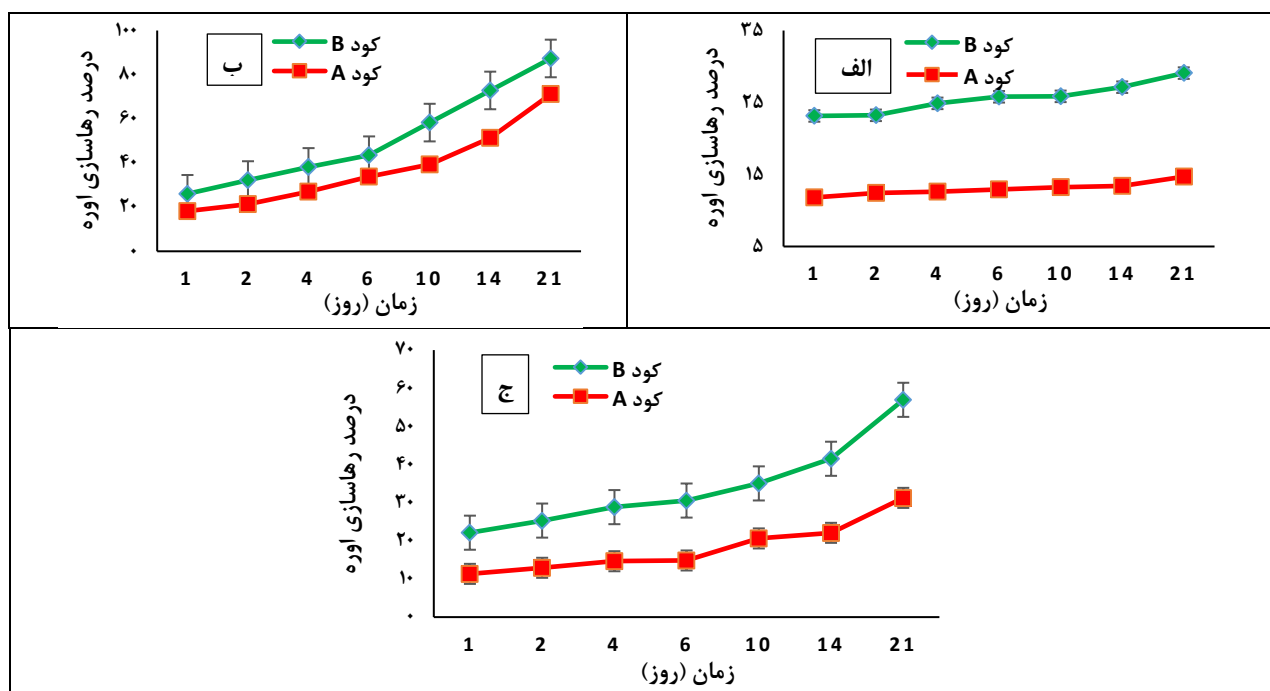 الف
کود B
کود A
درصد رهاسازی اوره
۳۵
۲۵
۱۵
۵
1 2 4 6 10 14 21
زمان (روز)
ب
کود B
کود A
درصد رهاسازی اوره
۱۰۰
۸۰
۶۰
۴۰
۲۰
۰
1 2 4 6 10 14 21
زمان (روز)
ج
کود B
کود A
درصد رهاسازی اوره
۷۰
۶۰
۵۰
۴۰
۳۰
۲۰
۱۰
۰
1 2 4 6 10 14 21
زمان (روز)